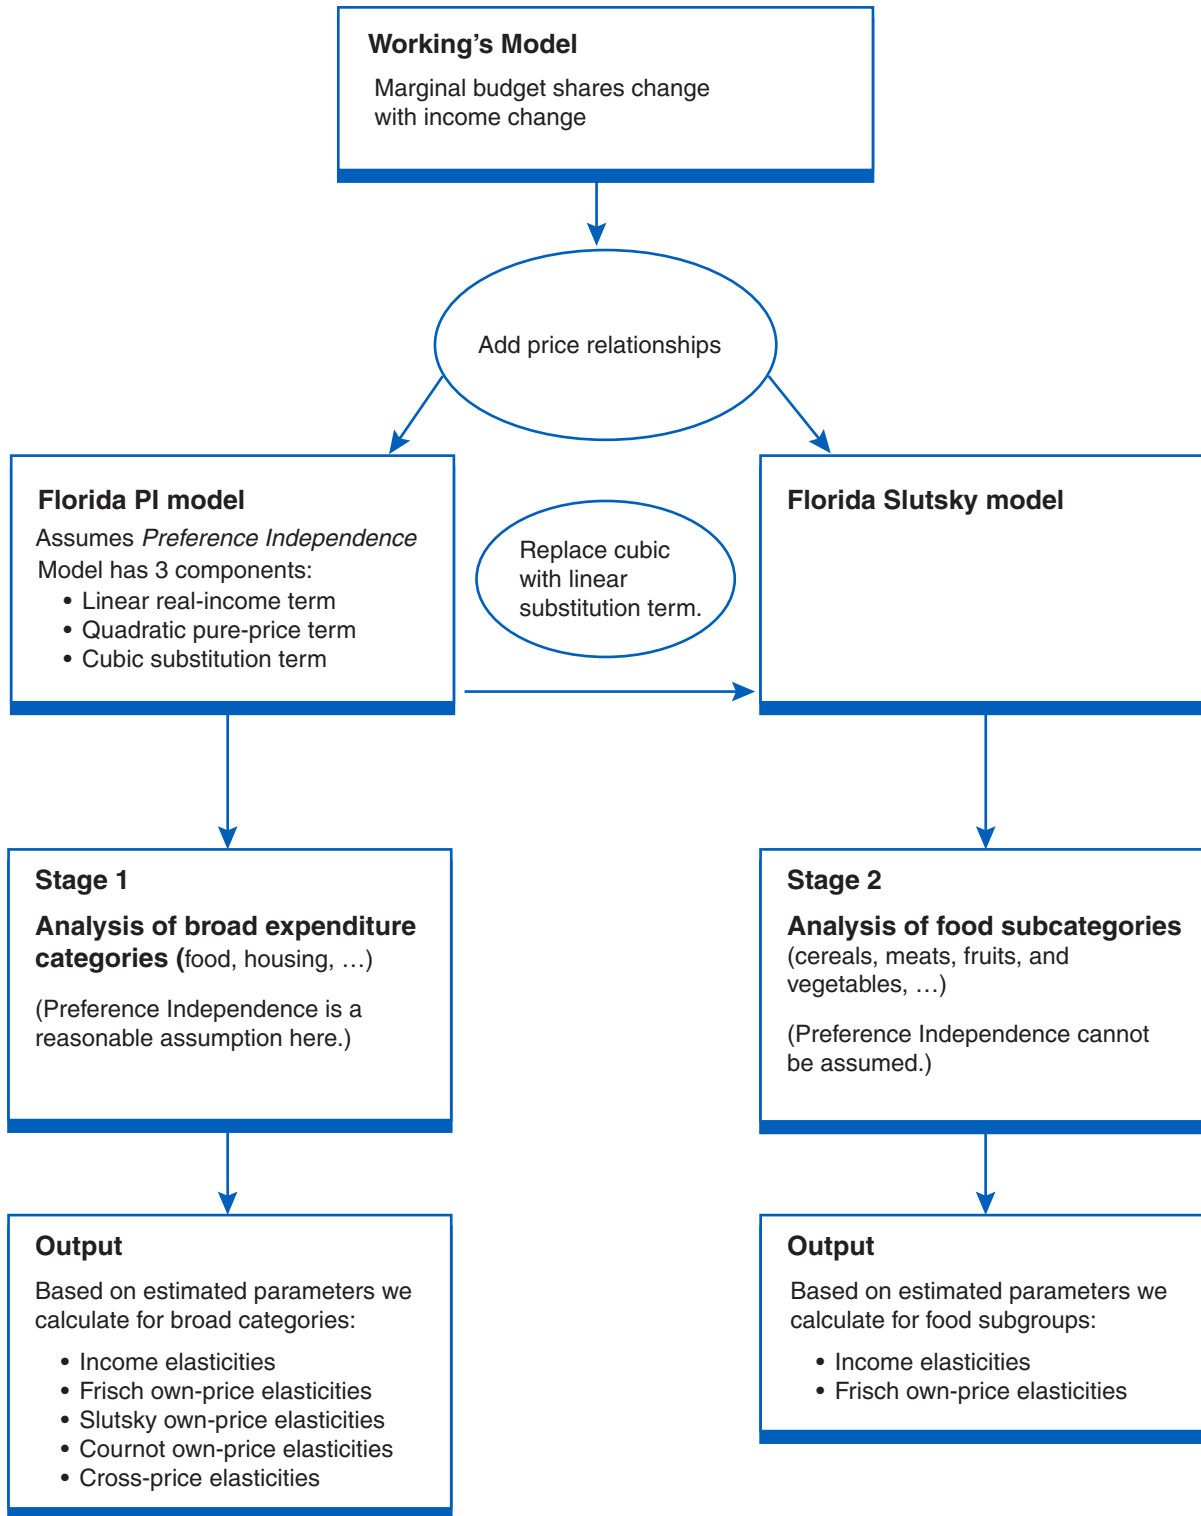 Working’s Model
Marginal budget shares change
with income change
Add price relationships
Florida PI model
Assumes Preference Independence
Model has 3 components:
• Linear real-income term
• Quadratic pure-price term
• Cubic substitution term
Replace cubic
with linear
substitution term.
Florida Slutsky model
Stage 1
Analysis of broad expenditure
categories (food, housing, …)
(Preference Independence is a
reasonable assumption here.)
Stage 2
Analysis of food subcategories
(cereals, meats, fruits, and
vegetables, …)
(Preference Independence cannot
be assumed.)
Output
Based on estimated parameters we
calculate for broad categories:
• Income elasticities
• Frisch own-price elasticities
• Slutsky own-price elasticities
• Cournot own-price elasticities
• Cross-price elasticities
Output
Based on estimated parameters we
calculate for food subgroups:
• Income elasticities
• Frisch own-price elasticities